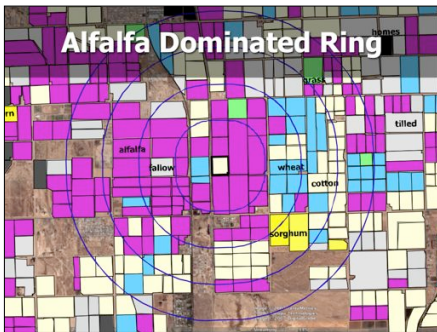 Alfalfa Dominated Ring
homes
grass
rn
tilled
alfalfa
fallow
wheat
cotton
sorghum